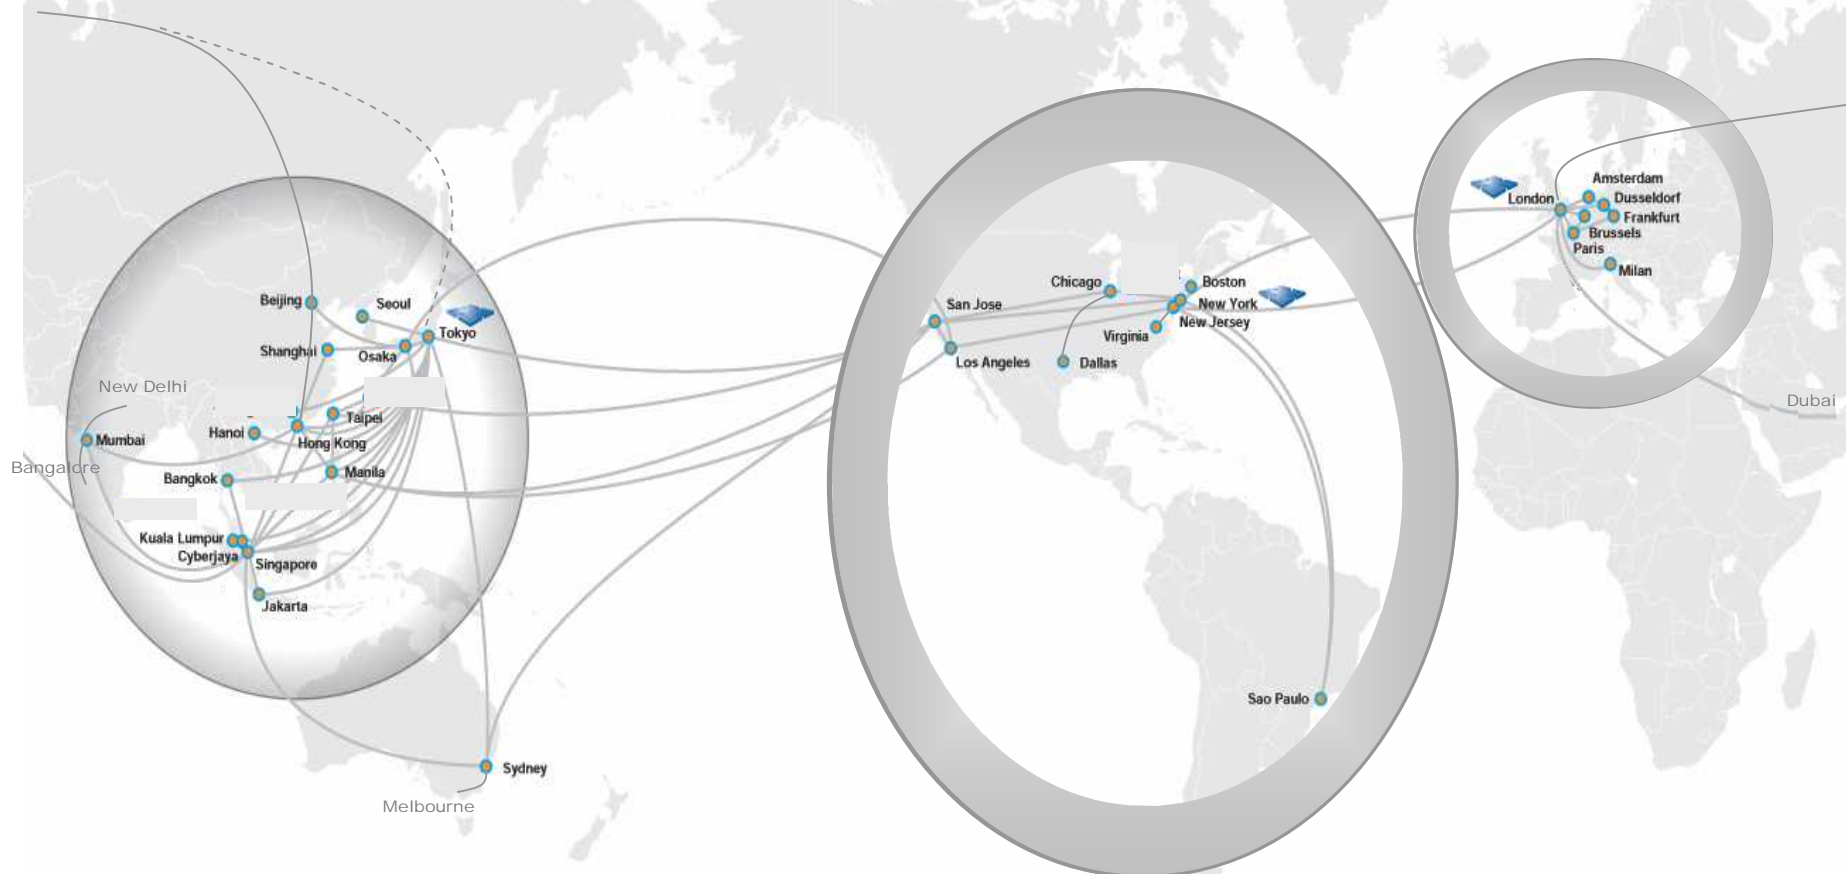 Beijing
Seoul
Tokyo
Shanghai
Osaka
New Delhi
Taipei
Hanoi
Hong Kong
Mumbai
Bangalore
Bangkok
Manila
Kuala Lumpur
Cyberjaya
Singapore
Jakarta
Sydney
Melbourne
Chicago
Boston
San Jose
New York
New Jersey
Virginia
Los Angeles
Dallas
Sao Paulo
Amsterdam
London
Dusseldorf
Frankfurt
Brussels
Paris
Milan
Dubai